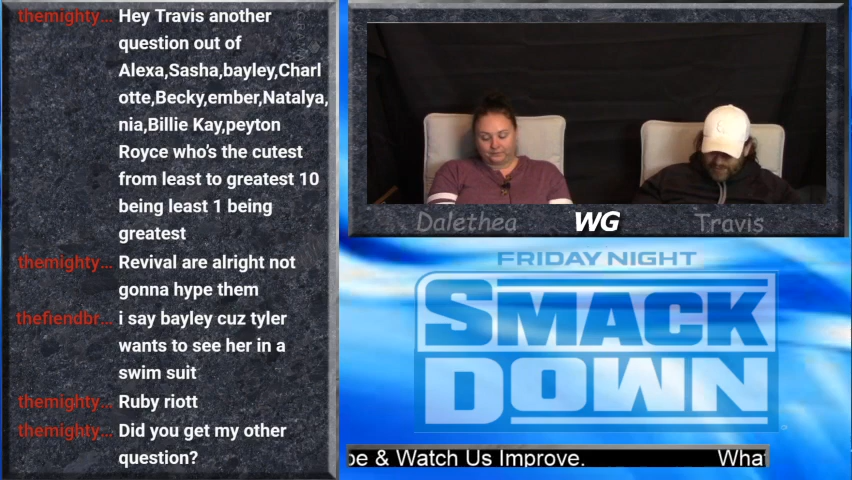 themighty... Hey Travis another
question out of
Alexa,Sasha,bayley,Charl
otte,Becky,ember,Natalya,
nia,Billie Kay,peyton
Royce who's the cutest
from least to greatest 10
being least 1 being
greatest
themighty... Revival are alright not
gonna hype them
thefiendbr... i say bayley cuz tyler
wants to see her in a
swim suit
themighty... Ruby riott
themighty... Did you get my other
question?
Dalethea WG Travis
FRIDAY NIGHT
SMACK
DOWN
be & Watch Us Improve. What